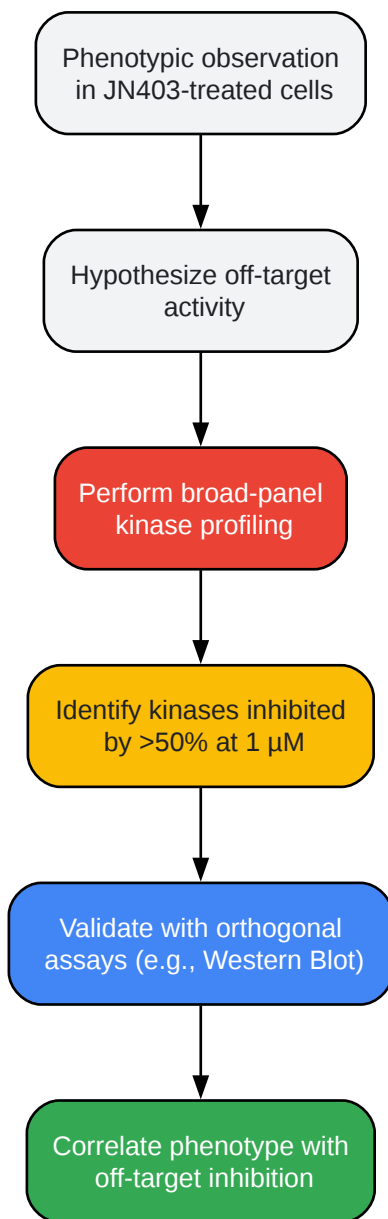 Phenotypic observation
in JN403-treated cells
Hypothesize off-target
activity
Perform broad-panel
kinase profiling
Identify kinases inhibited
by >50% at 1 µM
Validate with orthogonal
assays (e.g., Western Blot)
Correlate phenotype with
off-target inhibition